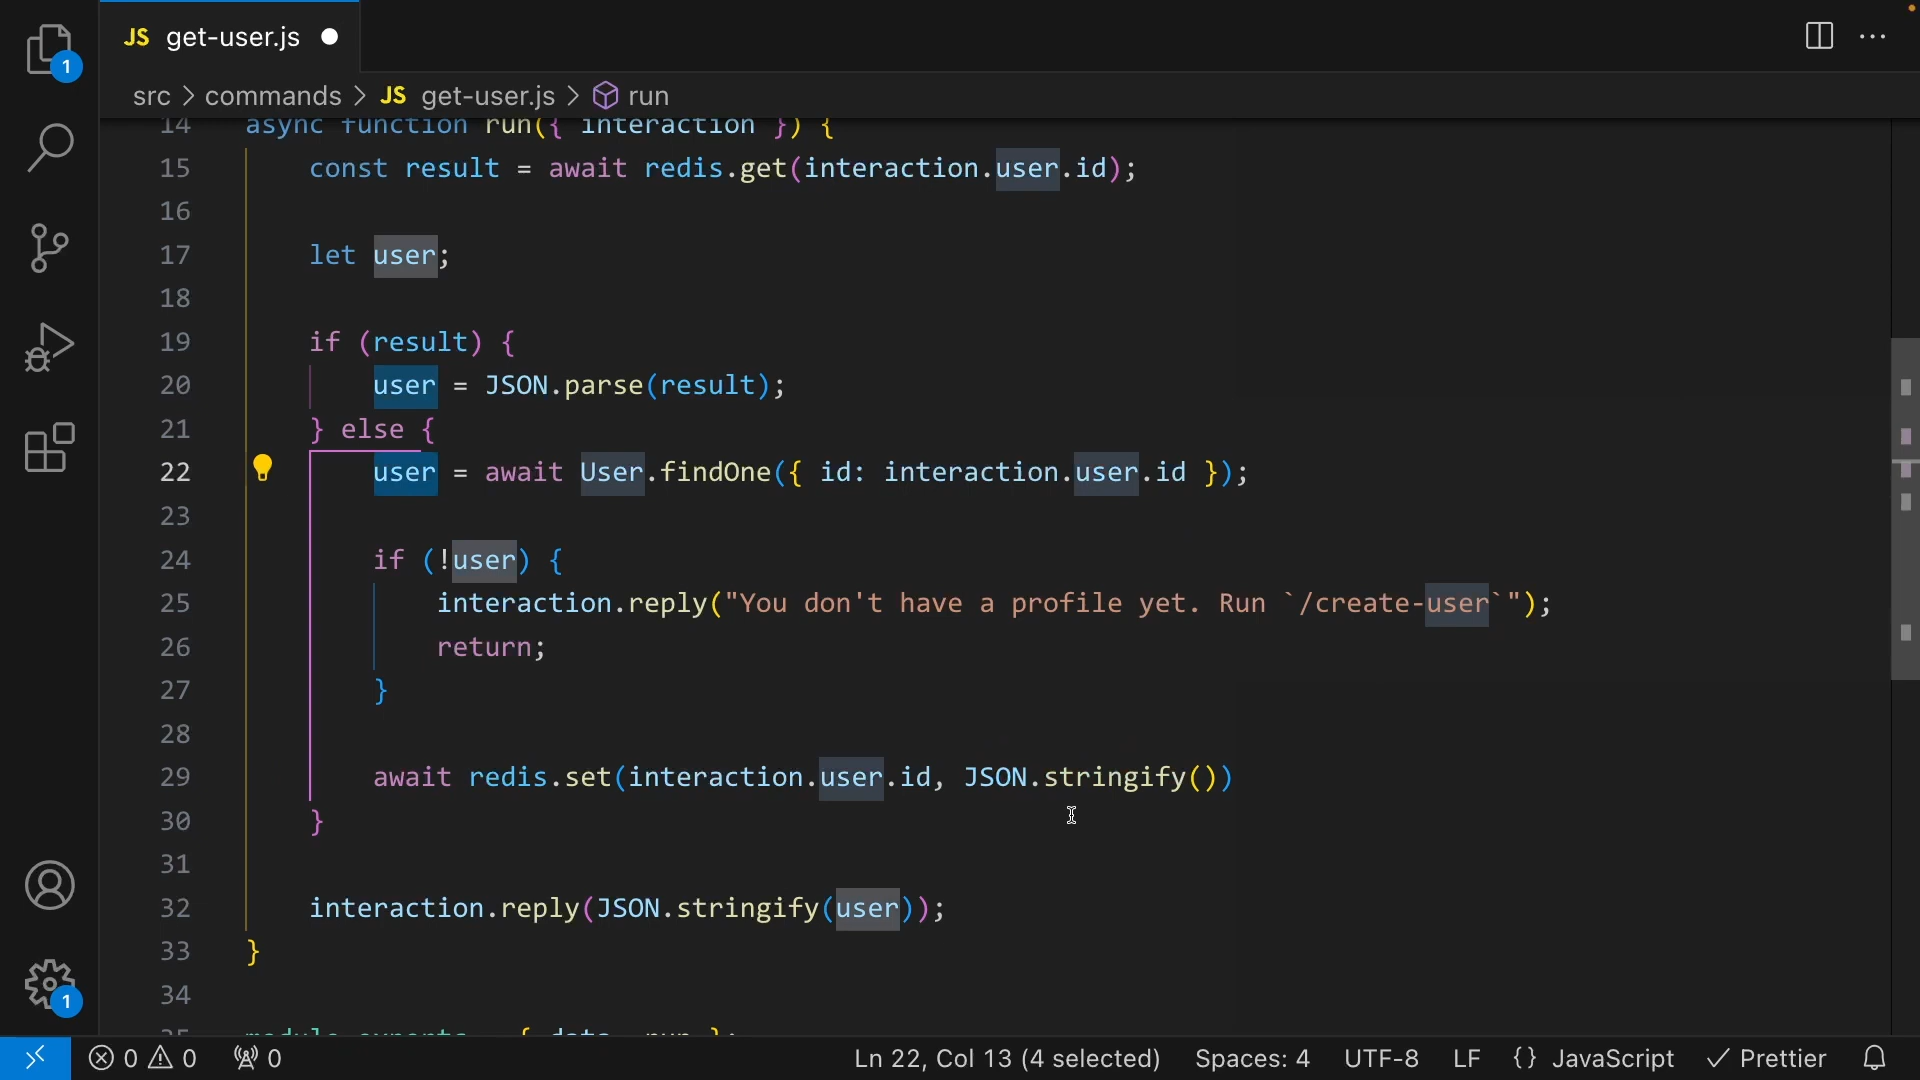 JS get-user.js
src > commands > JS get-user.js > run
1
14 async function run({ interaction }) {
15 const result = await redis.get(interaction.user.id);
16
17 let user;
18
19 if (result) {
20 user = JSON.parse(result);
21 } else {
22 user = await User.findOne({ id: interaction.user.id });
23
24 if (!user) {
25 interaction.reply("You don't have a profile yet. Run `/create-user`");
26 return;
27 }
28
29 await redis.set(interaction.user.id, JSON.stringify())
30 }
31
32 interaction.reply(JSON.stringify(user));
33 }
34
35 module.exports = { data, run };
1
0 0 0 Ln 22, Col 13 (4 selected) Spaces: 4 UTF-8 LF {} JavaScript Prettier